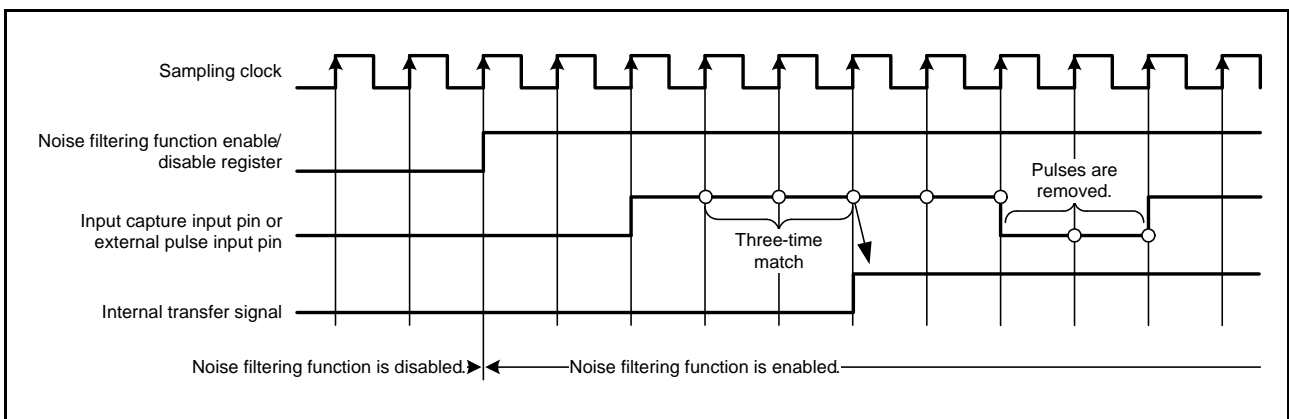 Sampling clock
Noise filtering function enable/
disable register
Pulses are
removed.
Input capture input pin or
external pulse input pin
Three-time
match
Internal transfer signal
Noise filtering function is disabled.
Noise filtering function is enabled.